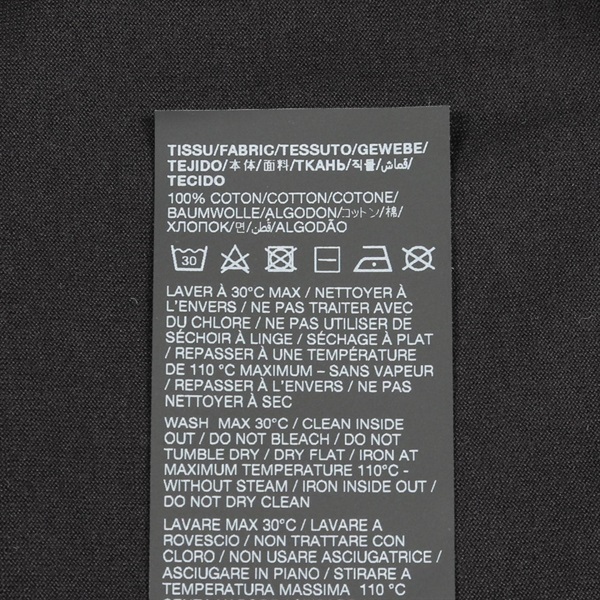 TISSU/FABRIC/TESSUTO/GEWEBE/
TEJIDO/本体/面料/ТКАНЬ/직물/قماش/
TECIDO
100% COTON/COTTON/COTONE/
BAUMWOLLE/ALGODON/コットン/棉/
ХЛОПОК/면/قطن/ALGODÃO
30
LAVER À 30°C MAX / NETTOYER À
L'ENVERS / NE PAS TRAITER AVEC
DU CHLORE / NE PAS UTILISER DE
SÉCHOIR À LINGE / SÉCHAGE À PLAT
/ REPASSER À UNE TEMPÉRATURE
DE 110 °C MAXIMUM – SANS VAPEUR
/ REPASSER À L'ENVERS / NE PAS
NETTOYER À SEC
WASH MAX 30°C / CLEAN INSIDE
OUT / DO NOT BLEACH / DO NOT
TUMBLE DRY / DRY FLAT / IRON AT
MAXIMUM TEMPERATURE 110°C -
WITHOUT STEAM / IRON INSIDE OUT /
DO NOT DRY CLEAN
LAVARE MAX 30°C / LAVARE A
ROVESCIO / NON TRATTARE CON
CLORO / NON USARE ASCIUGATRICE /
ASCIUGARE IN PIANO / STIRARE A
TEMPERATURA MASSIMA 110 °C